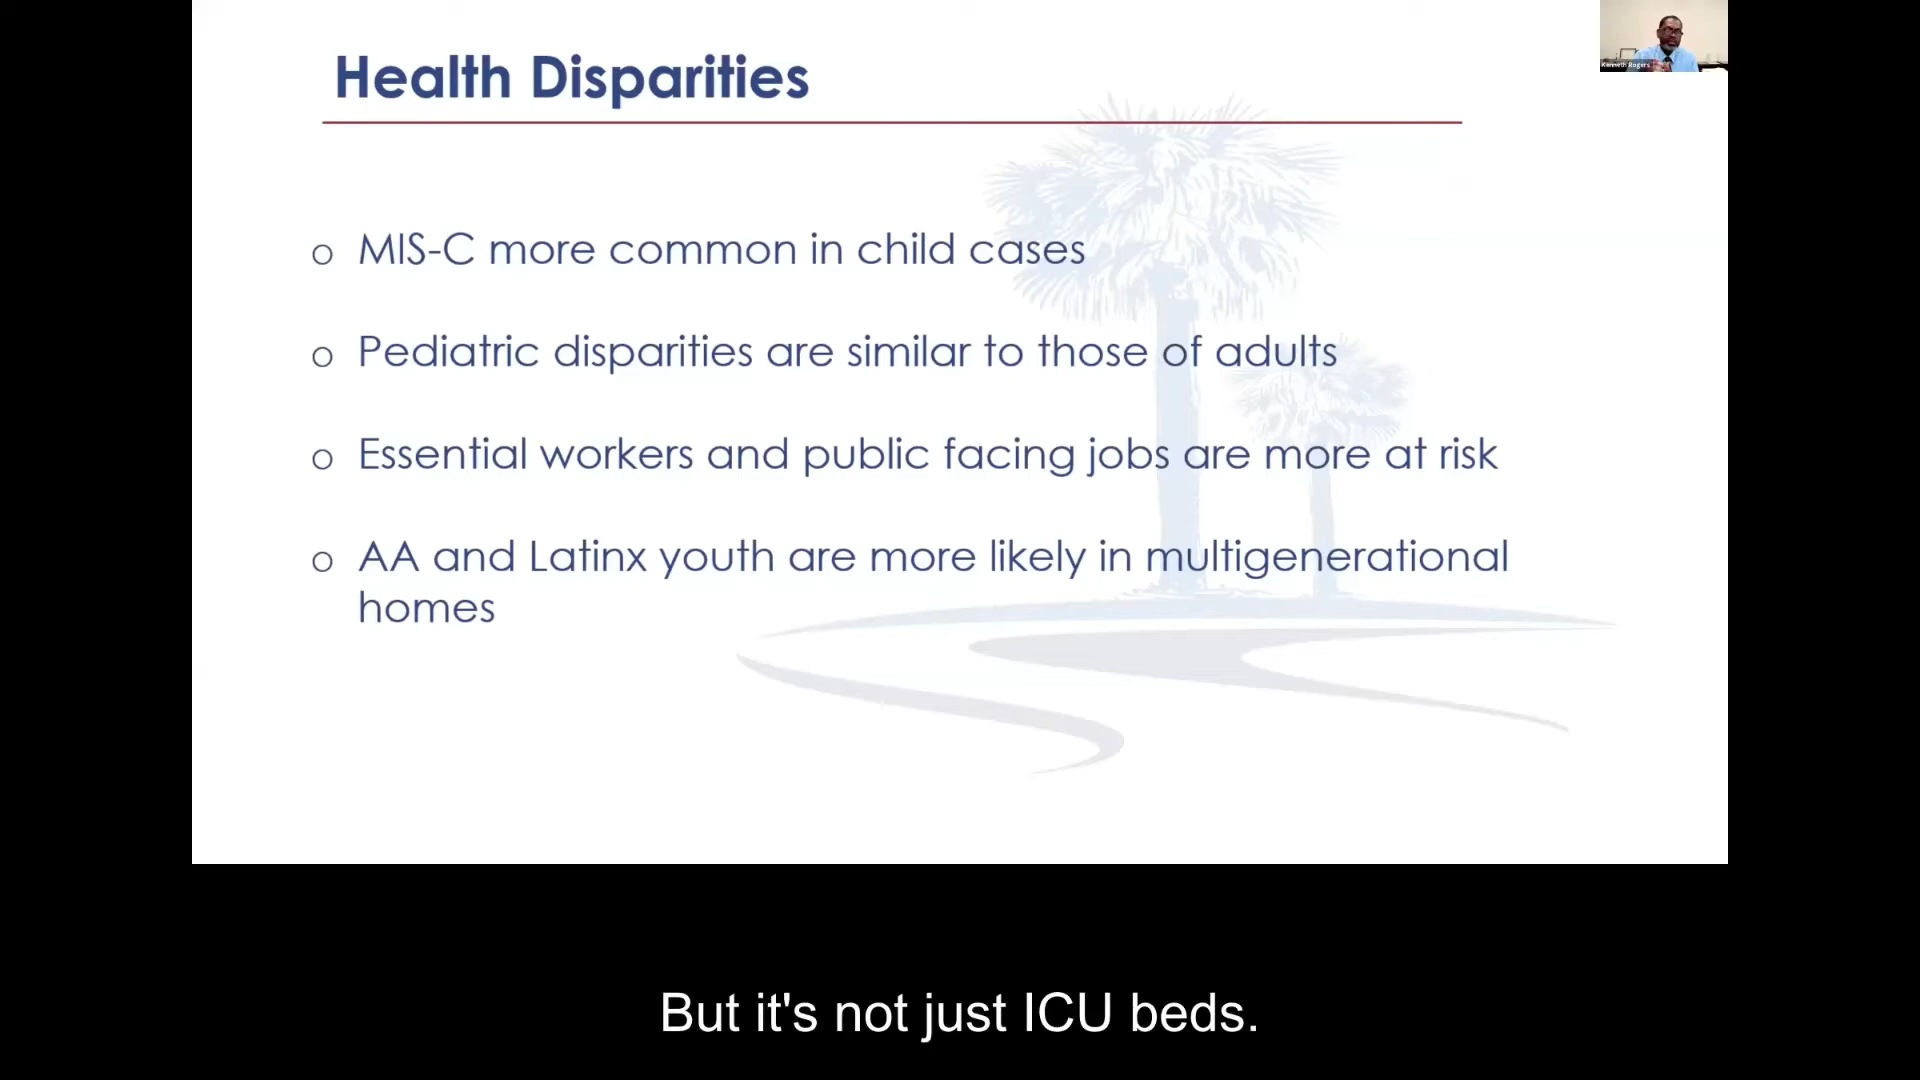 Health Disparities
Kenneth Rogers
o MIS-C more common in child cases
o Pediatric disparities are similar to those of adults
o Essential workers and public facing jobs are more at risk
o AA and Latinx youth are more likely in multigenerational
homes
But it's not just ICU beds.